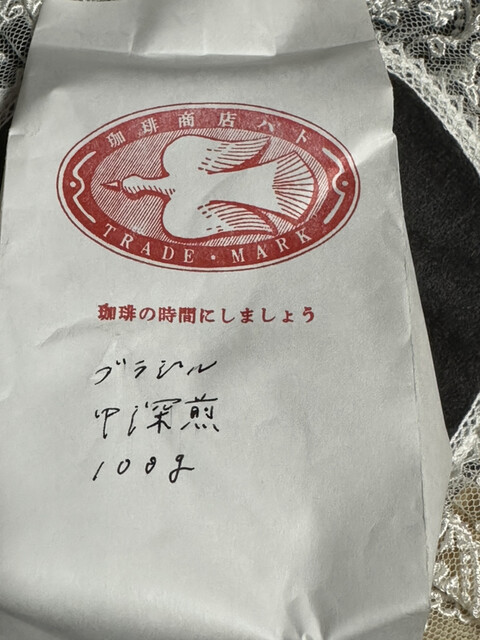 珈琲商店バト
TRADE・MARK
珈琲の時間にしましょう
ブラジル
中深煎
100g